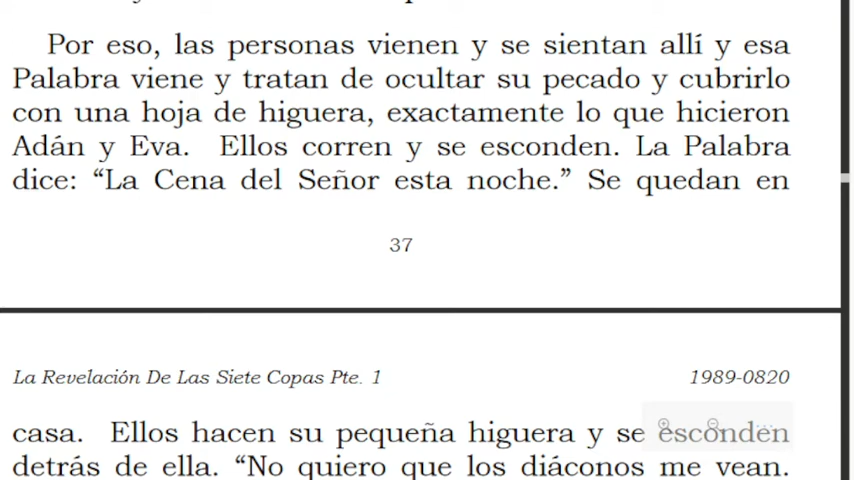 Por eso, las personas vienen y se sientan allí y esa
Palabra viene y tratan de ocultar su pecado y cubrirlo
con una hoja de higuera, exactamente lo que hicieron
Adán y Eva. Ellos corren y se esconden. La Palabra
dice: “La Cena del Señor esta noche.” Se quedan en
37
La Revelación De Las Siete Copas Pte. 1 1989-0820
casa. Ellos hacen su pequeña higuera y se esconden
detrás de ella. “No quiero que los diáconos me vean.